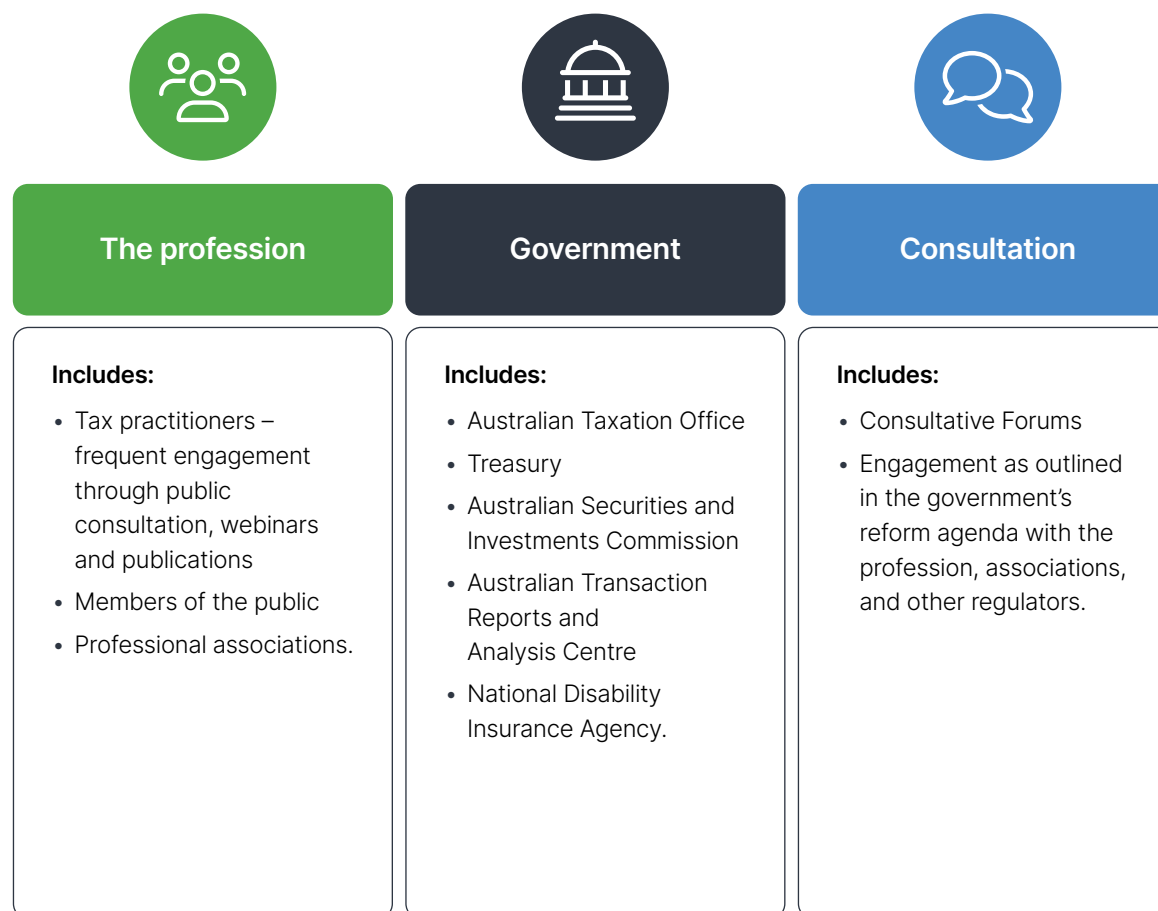 The profession
Includes:
• Tax practitioners –
frequent engagement
through public
consultation, webinars
and publications
• Members of the public
• Professional associations.
Government
Includes:
• Australian Taxation Office
• Treasury
• Australian Securities and
Investments Commission
• Australian Transaction
Reports and
Analysis Centre
• National Disability
Insurance Agency.
Consultation
Includes:
• Consultative Forums
• Engagement as outlined
in the government’s
reform agenda with the
profession, associations,
and other regulators.